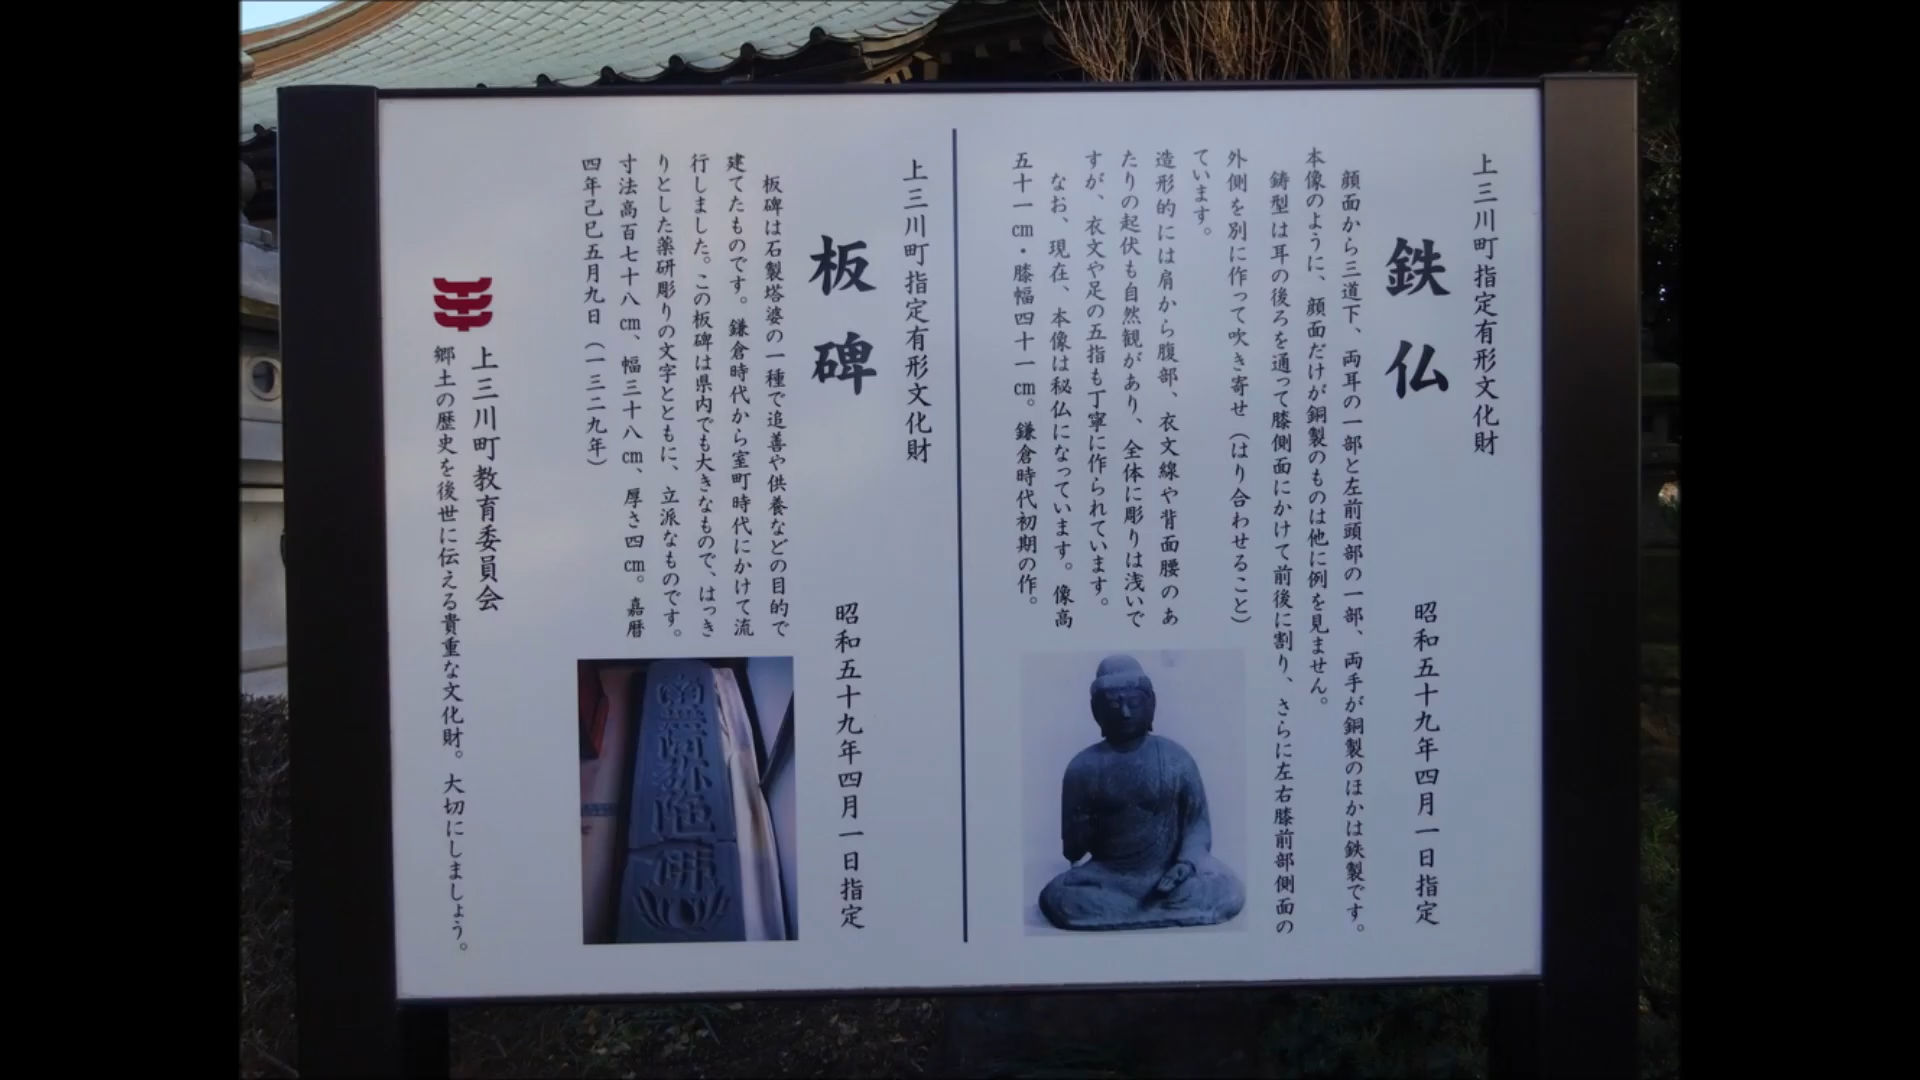 上三川町指定有形文化財
鉄仏
昭和五十九年四月一日指定
顔面から三道下、両耳の一部と左前頭部の一部、両手が銅製のほかは鉄製です。
本像のように、顔面だけが銅製のものは他に例を見ません。
鋳型は耳の後ろを通って膝側面にかけて前後に割り、さらに左右膝前部側面の
外側を別に作って吹き寄せ（はり合わせること）
ています。
造形的には肩から腹部、衣文線や背面腰のあ
たりの起伏も自然観があり、全体に彫りは浅いで
すが、衣文や足の五指も丁寧に作られています。
なお、現在、本像は秘仏になっています。像高
五十一cm・膝幅四十一cm。鎌倉時代初期の作。
上三川町指定有形文化財
板碑
昭和五十九年四月一日指定
板碑は石製塔婆の一種で追善や供養などの目的で
建てたものです。鎌倉時代から室町時代にかけて流
行しました。この板碑は県内でも大きなもので、はっき
りとした薬研彫りの文字とともに、立派なものです。
寸法高百七十八cm、幅三十八cm、厚さ四cm。嘉暦
四年己巳五月九日（一三二九年）
南無阿弥陀佛
上三川町教育委員会
郷土の歴史を後世に伝える貴重な文化財。大切にしましょう。